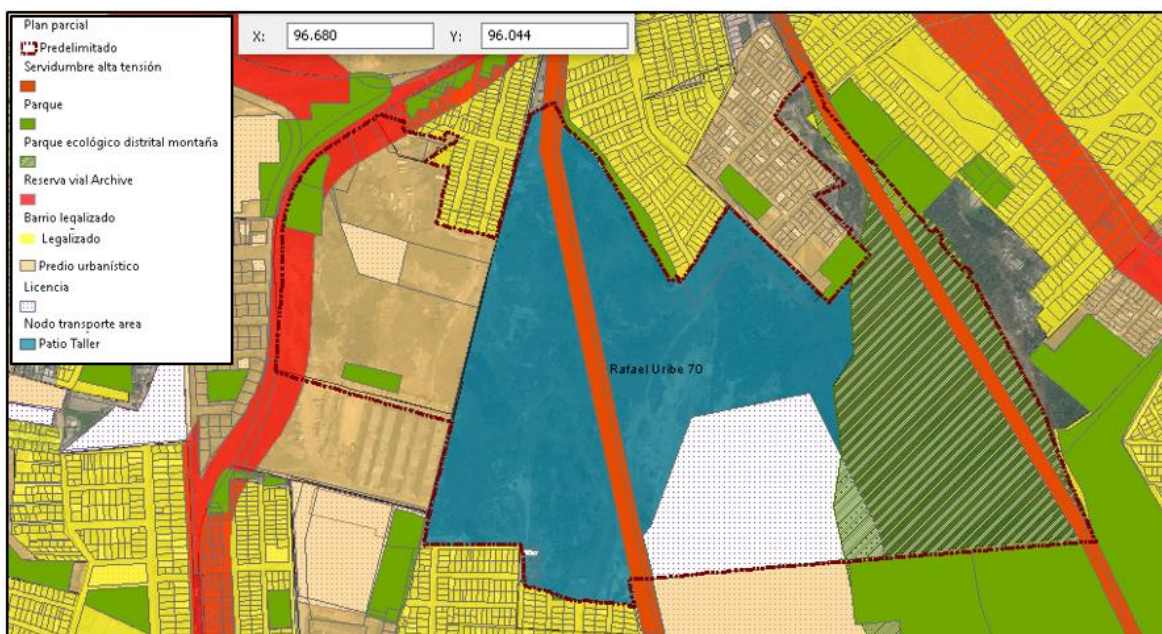 Plan parcial
Predelimitado
Servidumbre alta tensión
Parque
Parque ecológico distrital montaña
Reserva vial Archive
Barrio legalizado
Legalizado
Predio urbanístico
Licencia
Nodo transporte area
Patio Taller
X: 96.680 Y: 96.044
Rafael Uribe 70